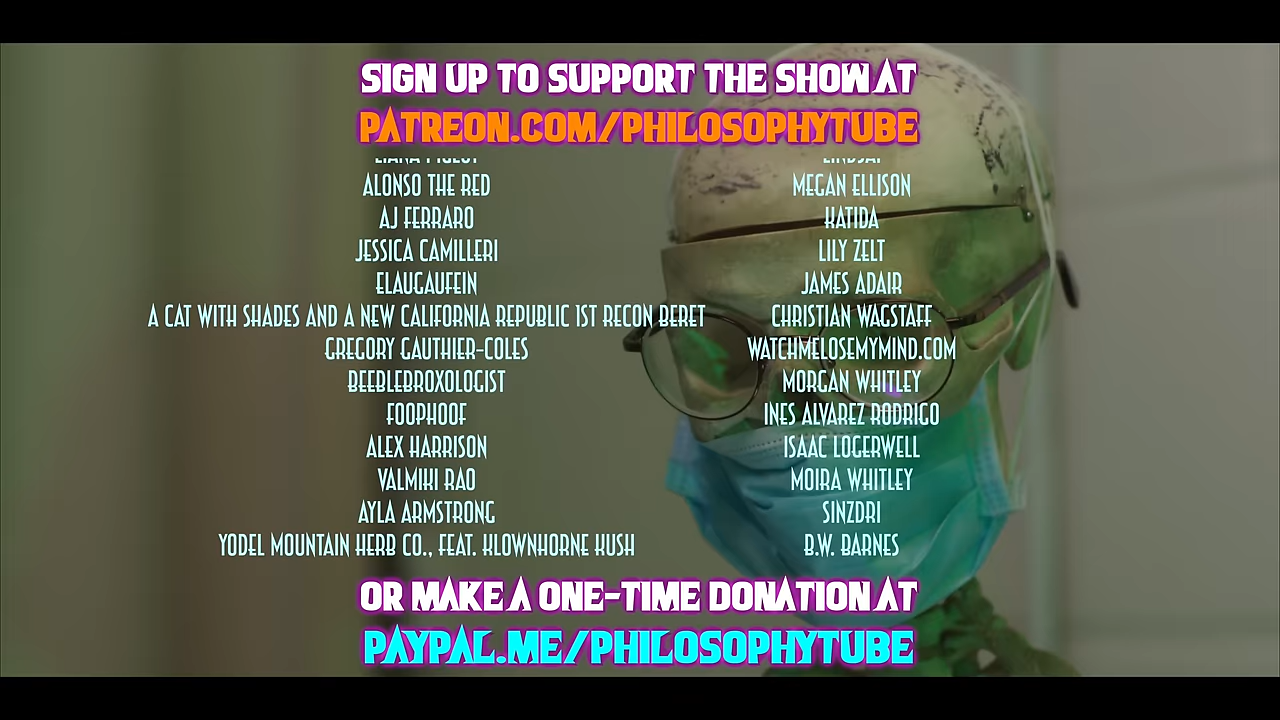 SIGN UP TO SUPPORT THE SHOW AT
PATREON.COM/PHILOSOPHYTUBE
ALONSO THE RED
AJ FERRARO
JESSICA CAMILLERI
ELAUGAUFEIN
A CAT WITH SHADES AND A NEW CALIFORNIA REPUBLIC 1ST RECON BERET
GREGORY GAUTHIER-COLES
BEEBLEBROXOLOGIST
FOOPHOOF
ALEX HARRISON
VALMIKI RAO
AYLA ARMSTRONG
YODEL MOUNTAIN HERB CO., FEAT. KLOWNHORNE KUSH
LINDSAY
MEGAN ELLISON
KATIDA
LILY ZELT
JAMES ADAIR
CHRISTIAN WAGSTAFF
WATCHMELOSEMYMIND.COM
MORGAN WHITLEY
INES ALVAREZ RODRIGO
ISAAC LOGERWELL
MOIRA WHITLEY
SINZDRI
B.W. BARNES
OR MAKE A ONE-TIME DONATION AT
PAYPAL.ME/PHILOSOPHYTUBE